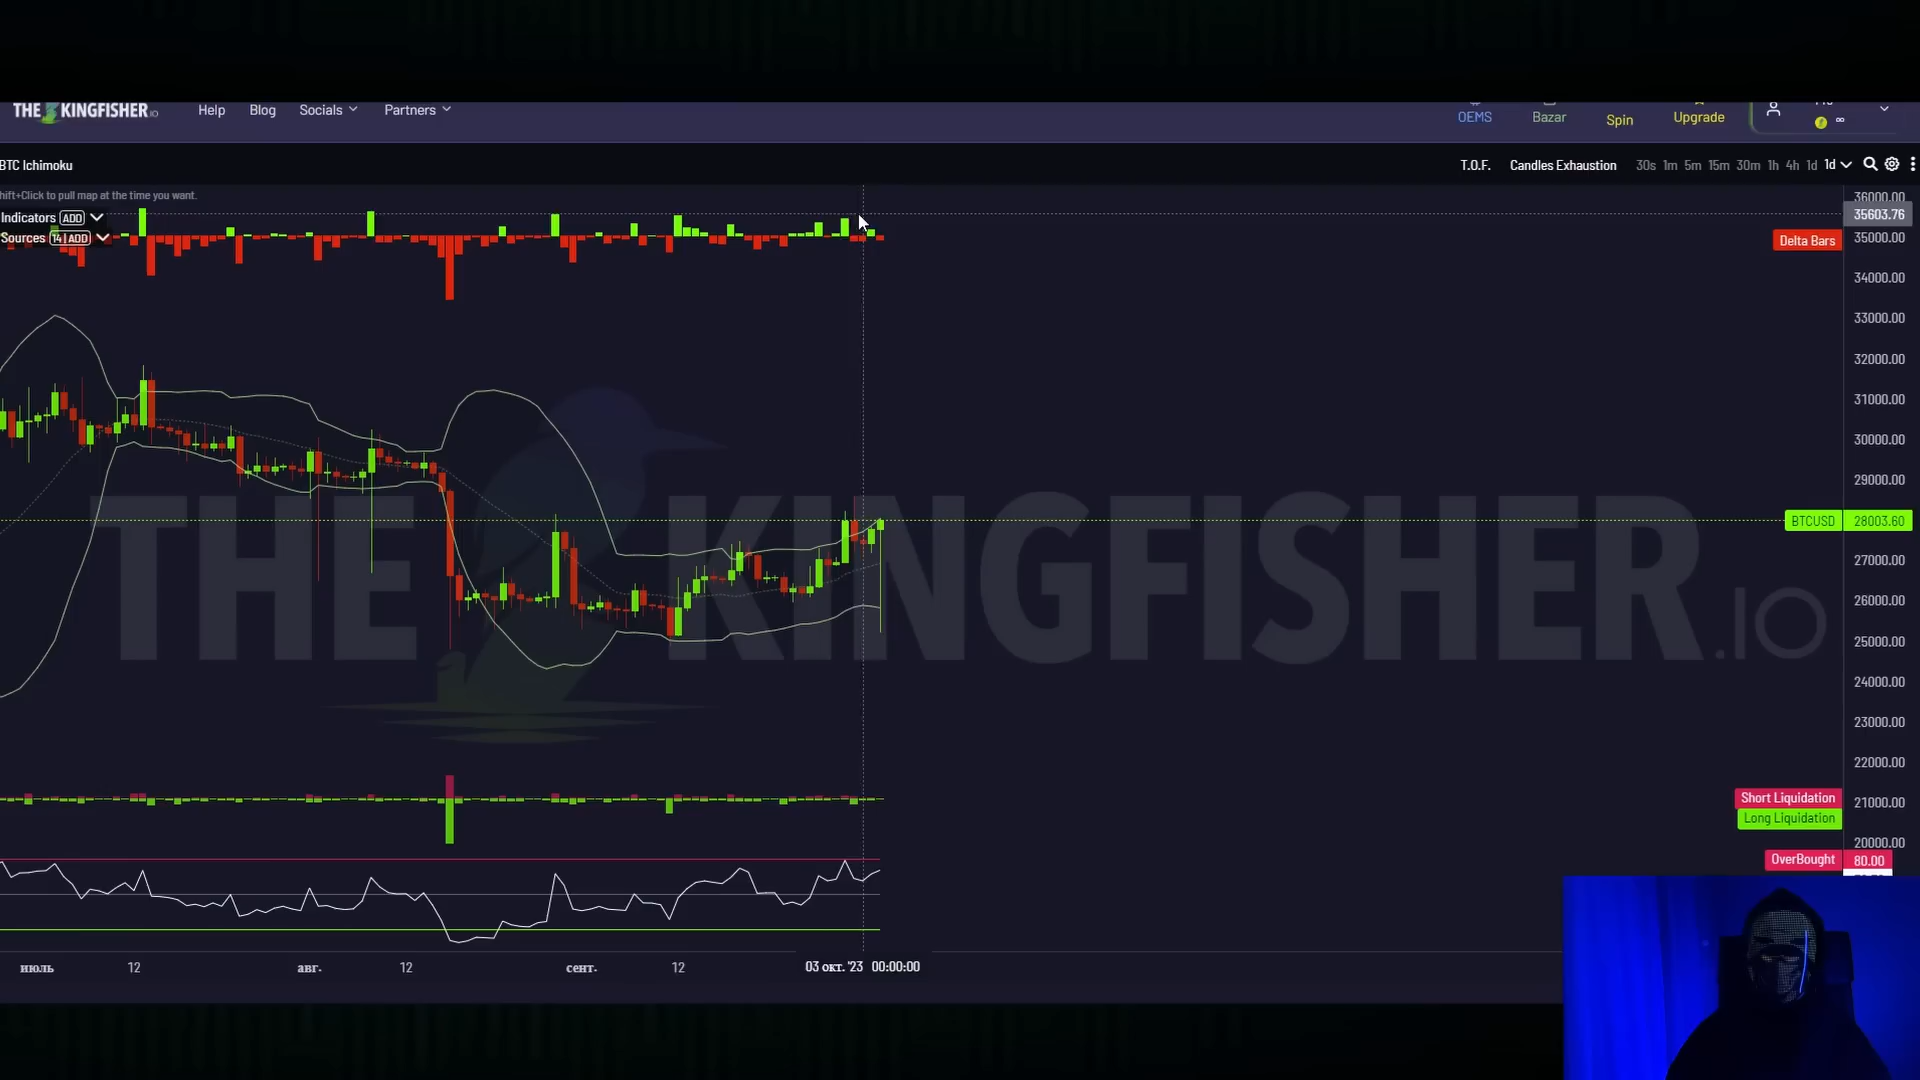 THE KINGFISHER.IO
Help Blog Socials Partners
OEMS Bazar Spin Upgrade
∞
BTC Ichimoku
T.O.F. Candles Exhaustion 30s 1m 5m 15m 30m 1h 4h 1d 1d
hift+Click to pull map at the time you want.
Indicators ADD
Sources 14|ADD
36000.00
35603.76
Delta Bars
35000.00
34000.00
33000.00
32000.00
31000.00
30000.00
29000.00
BTCUSD 28003.60
THE KINGFISHER.IO
27000.00
26000.00
25000.00
24000.00
23000.00
22000.00
Short Liquidation
21000.00
Long Liquidation
20000.00
OverBought 80.00
июль 12 авг. 12 сент. 12 03 окт. '23 00:00:00